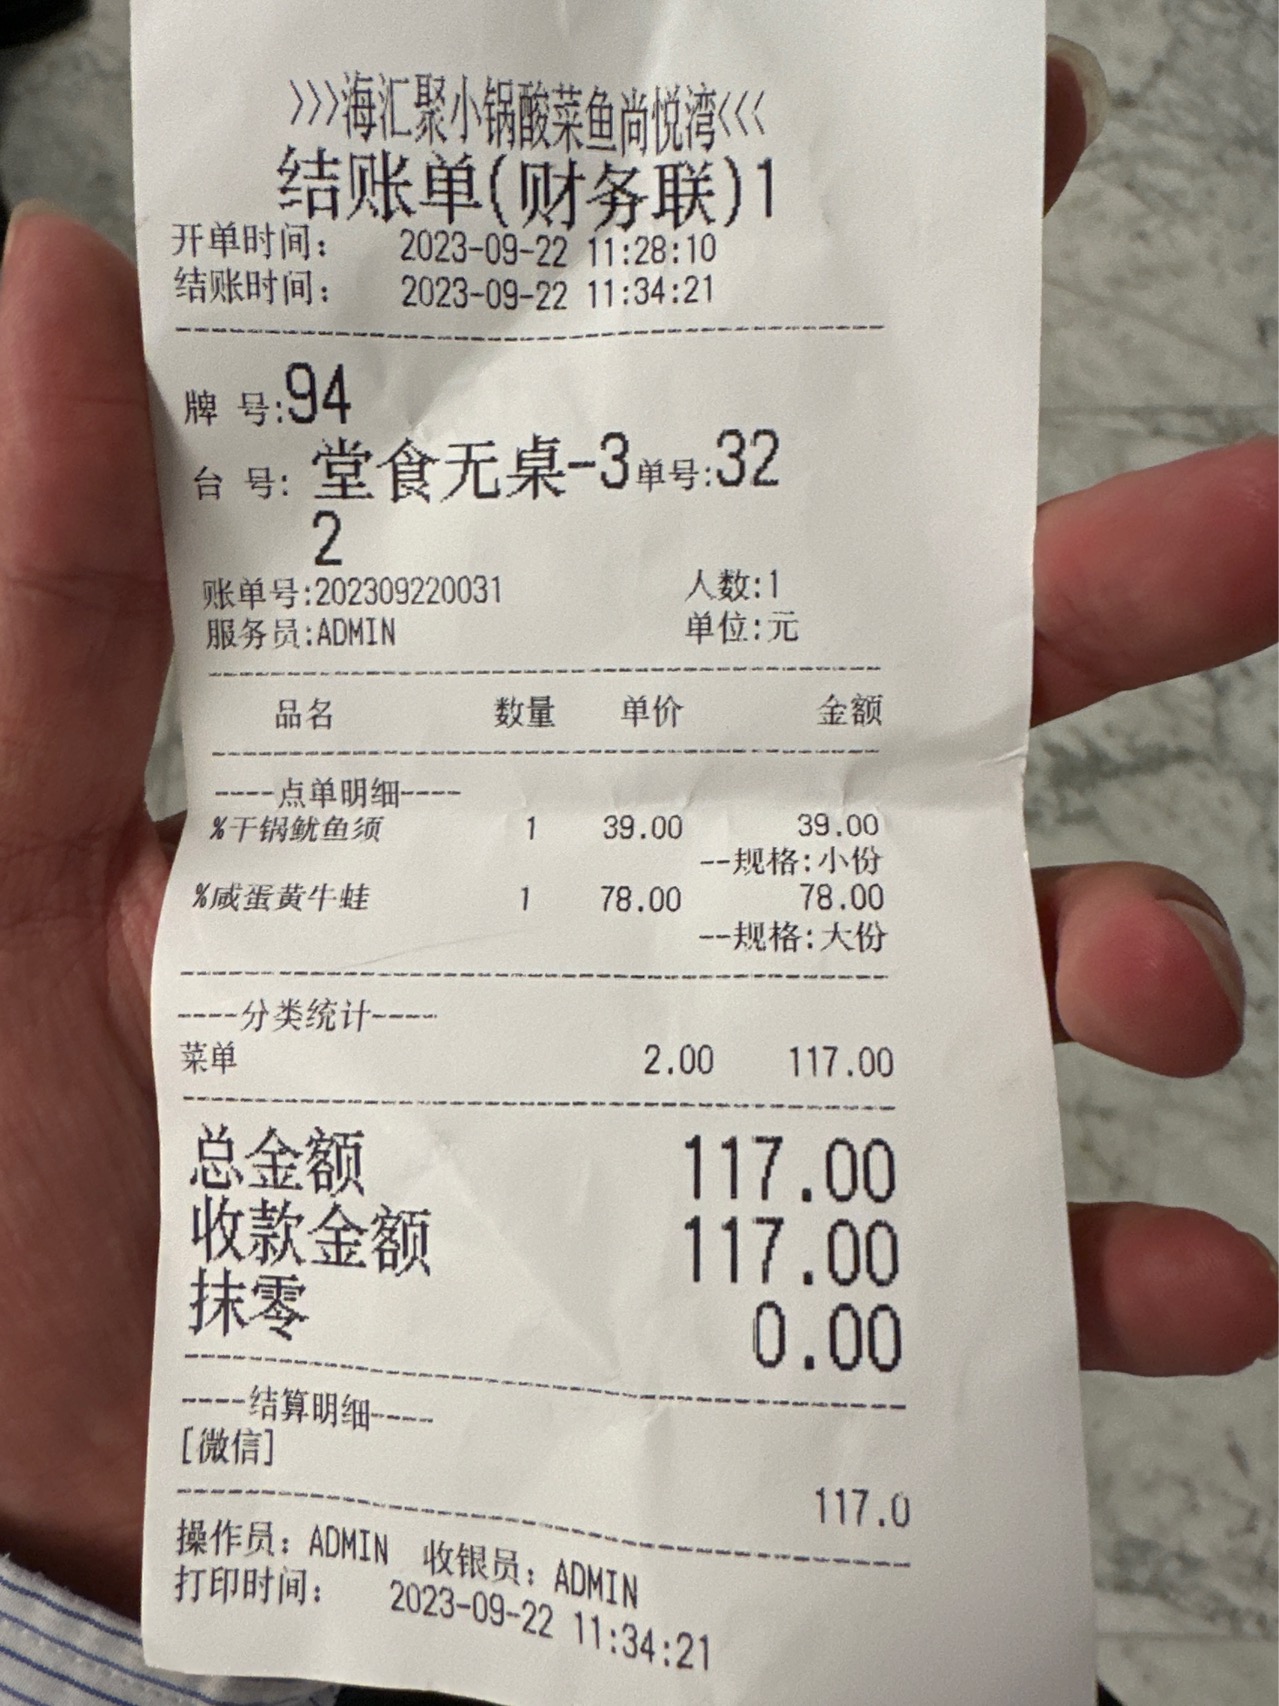 >>>海汇聚小锅酸菜鱼尚悦湾<<<
结账单(财务联)1
开单时间： 2023-09-22 11:28:10
结账时间： 2023-09-22 11:34:21
牌 号:94
台 号: 堂食无桌-3单号:32
2
账单号:202309220031 人数:1
服务员:ADMIN 单位:元
品名 数量 单价 金额
----点单明细----
%干锅鱿鱼须 1 39.00 39.00
--规格:小份
%咸蛋黄牛蛙 1 78.00 78.00
--规格:大份
----分类统计----
菜单 2.00 117.00
总金额 117.00
收款金额 117.00
抹零 0.00
----结算明细----
[微信]
117.0
操作员：ADMIN 收银员：ADMIN
打印时间： 2023-09-22 11:34:21